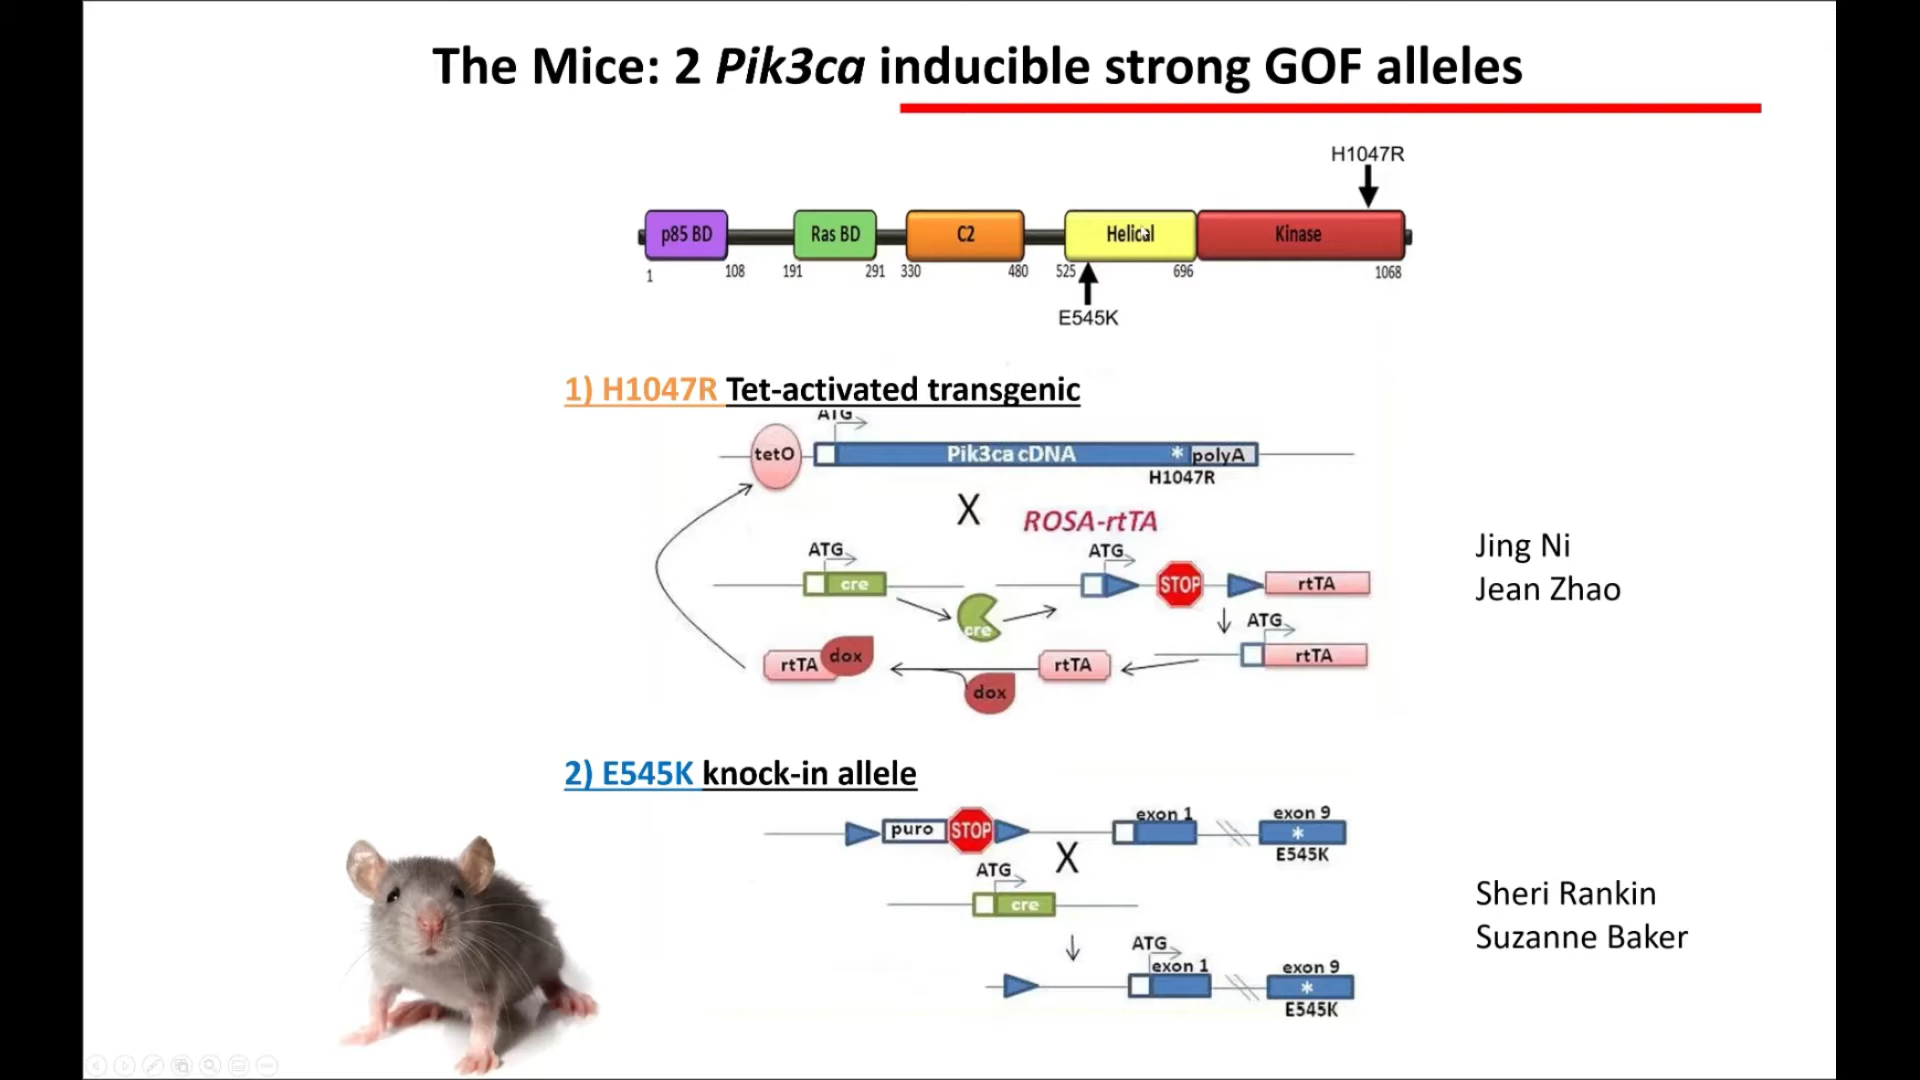 The Mice: 2 Pik3ca inducible strong GOF alleles
H1047R
p85 BD Ras BD C2 Helical Kinase
1 108 191 291 330 480 525 696 1068
E545K
1) H1047R Tet-activated transgenic
ATG
tetO Pik3ca cDNA * polyA
H1047R
X ROSA-rtTA
ATG ATG
cre STOP rtTA
cre
ATG
rtTA dox rtTA rtTA
dox
Jing Ni
Jean Zhao
2) E545K knock-in allele
puro STOP exon 1 exon 9
*
E545K
X
ATG
cre
ATG
exon 1 exon 9
*
E545K
Sheri Rankin
Suzanne Baker